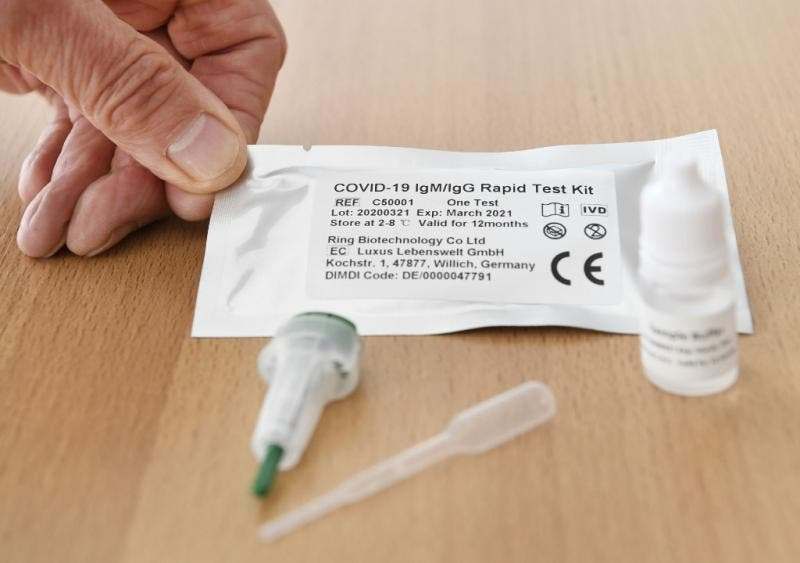 COVID-19 IgM/IgG Rapid Test Kit
REF C50001 One Test
IVD
Lot: 20200321 Exp: March 2021
Store at 2-8 ℃ Valid for 12months
Ring Biotechnology Co Ltd
EC Luxus Lebenswelt GmbH
Kochstr. 1, 47877, Willich, Germany
DIMDI Code: DE/0000047791
CE
Sample Buffer